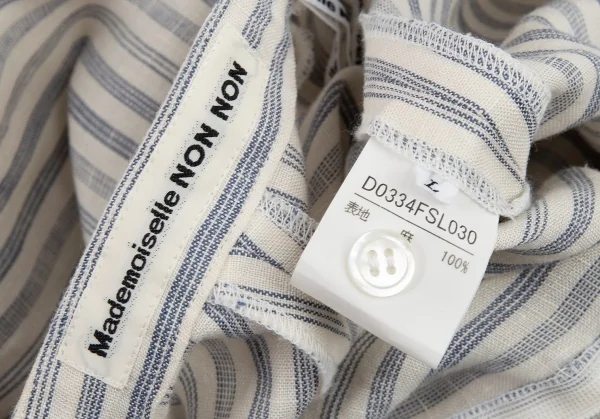 Mademoiselle NON NON
L
D0334FSL030
表地
麻 100%